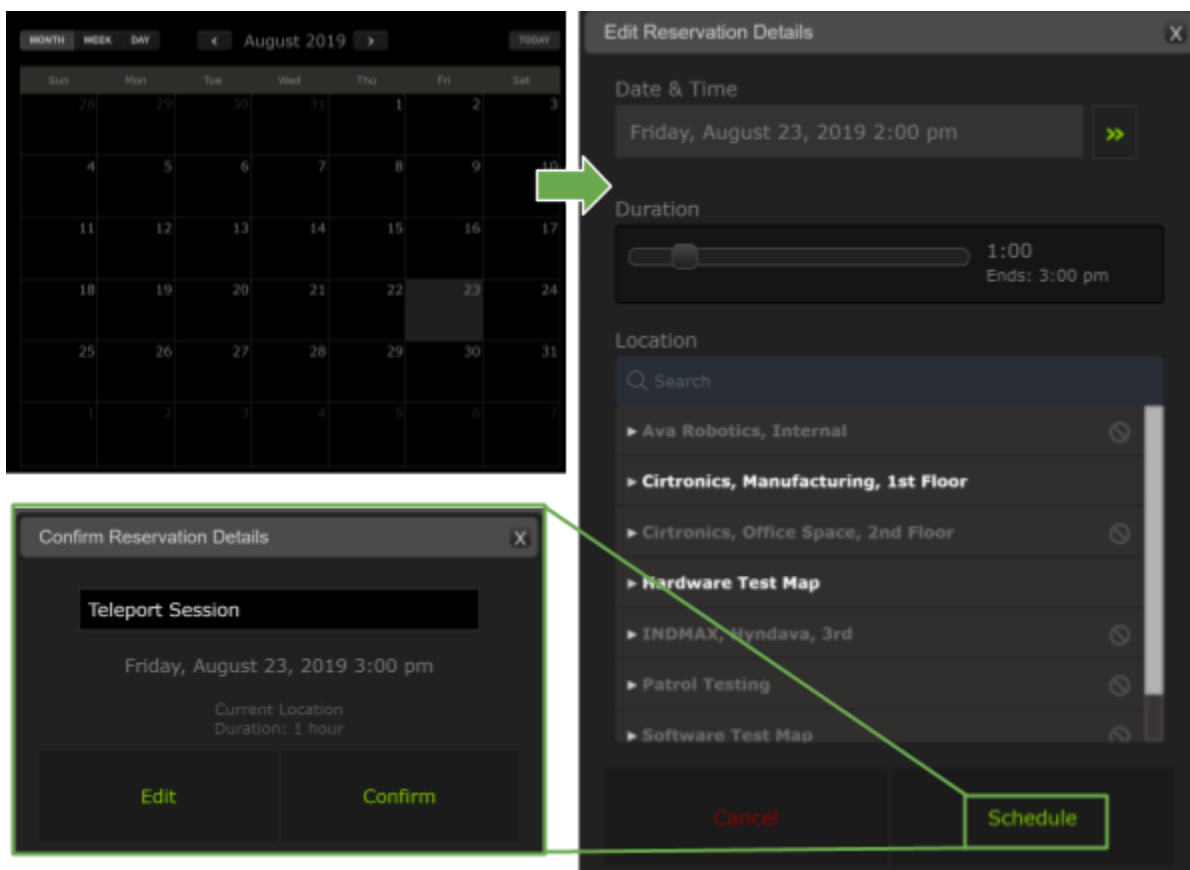 MONTH WEEK DAY ‹ August 2019 › TODAY
Sun Mon Tue Wed Thu Fri Sat
28 29 30 31 1 2 3
4 5 6 7 8 9 10
11 12 13 14 15 16 17
18 19 20 21 22 23 24
25 26 27 28 29 30 31
1 2 3 4 5 6 7
Edit Reservation Details X
Date & Time
Friday, August 23, 2019 2:00 pm »
Duration
1:00
Ends: 3:00 pm
Location
Search
Ava Robotics, Internal
Cirtronics, Manufacturing, 1st Floor
Cirtronics, Office Space, 2nd Floor
Hardware Test Map
INDMAX, Hyndava, 3rd
Patrol Testing
Software Test Map
Cancel Schedule
Confirm Reservation Details X
Teleport Session
Friday, August 23, 2019 3:00 pm
Current Location
Duration: 1 hour
Edit Confirm